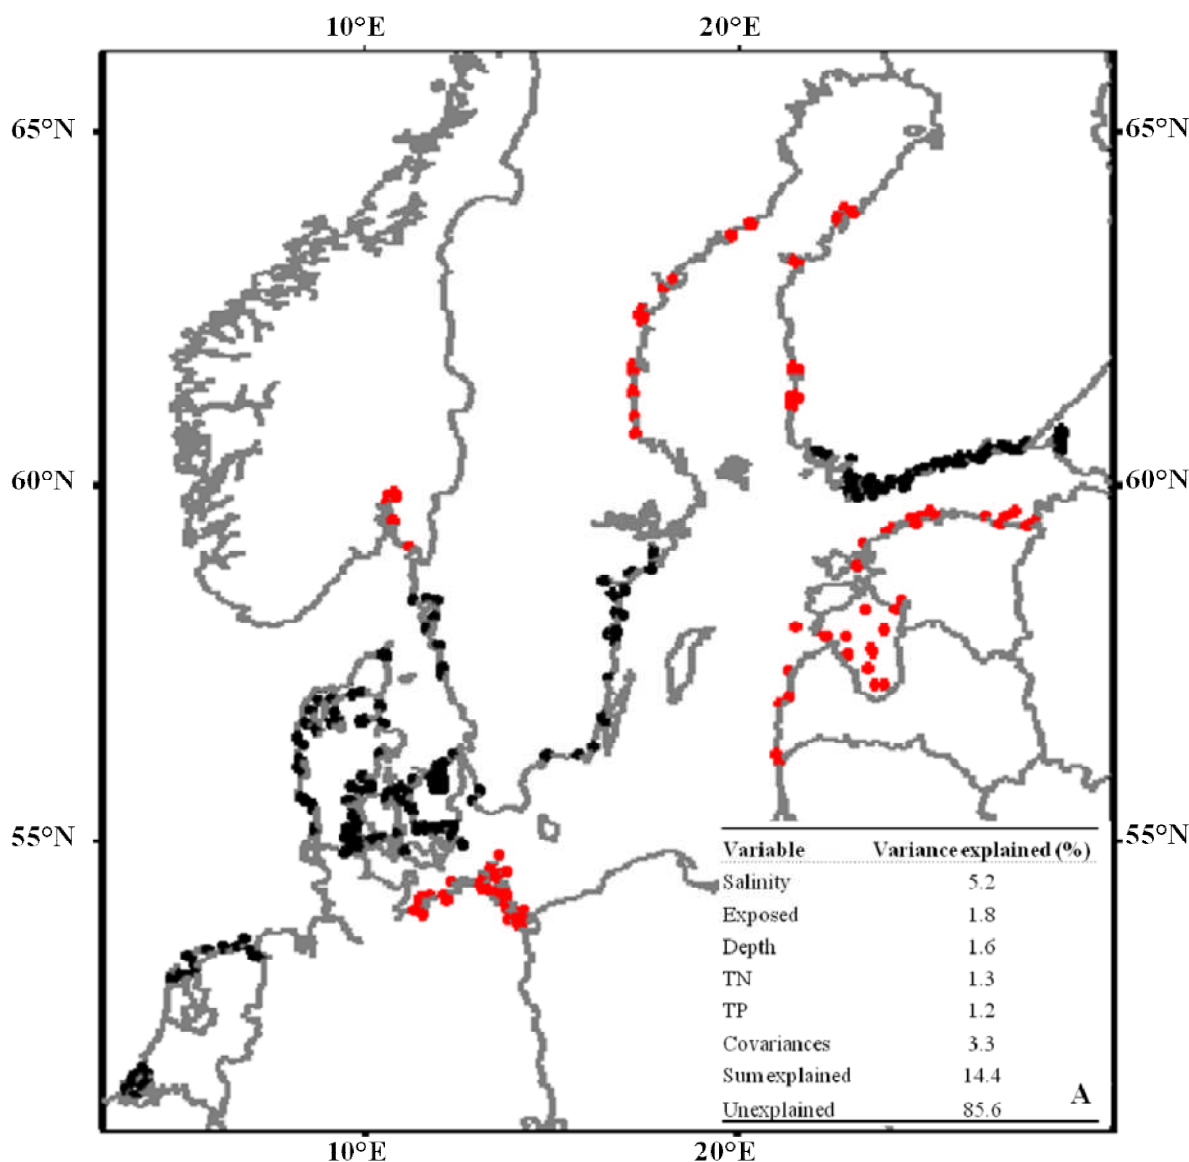 10°E 20°E
65°N 65°N
60°N 60°N
55°N 55°N
Variable Variance explained (%)
Salinity 5.2
Exposed 1.8
Depth 1.6
TN 1.3
TP 1.2
Covariances 3.3
Sum explained 14.4
Unexplained 85.6
A
10°E 20°E